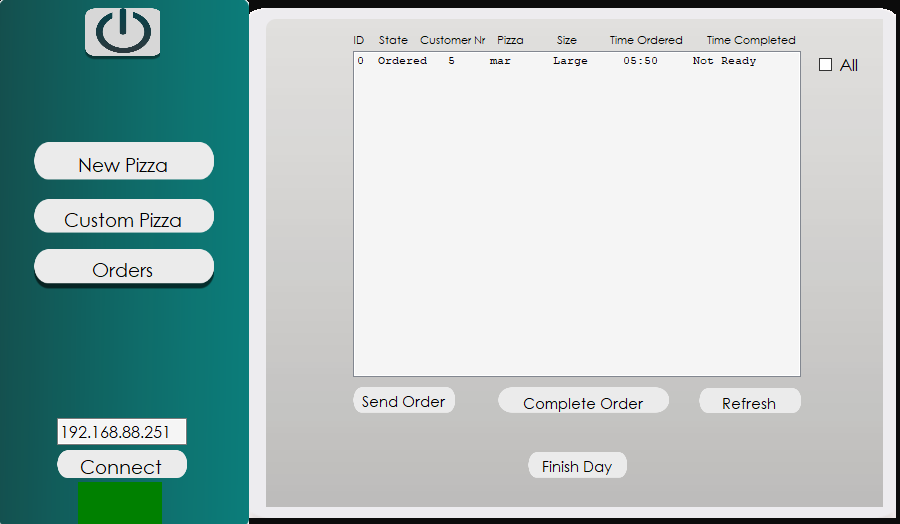 New Pizza
Custom Pizza
Orders
192.168.88.251
Connect
ID State Customer Nr Pizza Size Time Ordered Time Completed
0 Ordered 5 mar Large 05:50 Not Ready
All
Send Order Complete Order Refresh
Finish Day